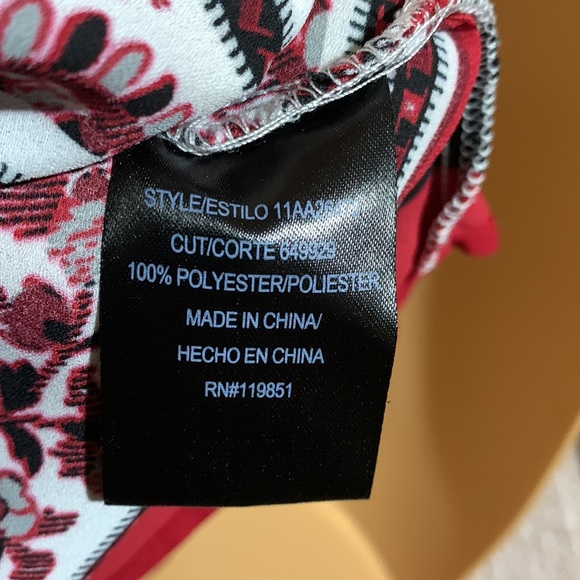 STYLE/ESTILO
CUT/CORTE 649929
100% POLYESTER/POLIESTER
MADE IN CHINA/
HECHO EN CHINA
RN#119851